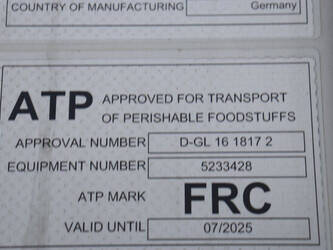 COUNTRY OF MANUFACTURING Germany
ATP APPROVED FOR TRANSPORT
OF PERISHABLE FOODSTUFFS
APPROVAL NUMBER D-GL 16 1817 2
EQUIPMENT NUMBER 5233428
ATP MARK FRC
VALID UNTIL 07/2025